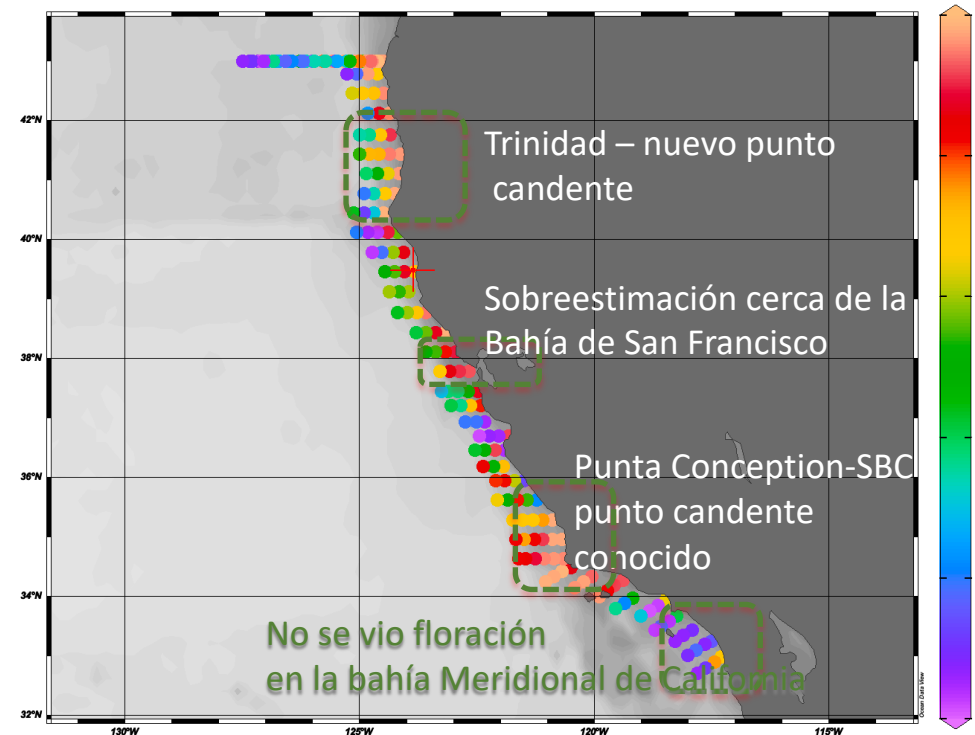 42°N
Trinidad – nuevo punto
candente
40°N
Sobreestimación cerca de la
Bahía de San Francisco
38°N
36°N
Punta Conception-SBC
punto candente
conocido
34°N
No se vio floración
en la bahía Meridional de California
32°N
130°W
125°W
120°W
115°W
Ocean Data View